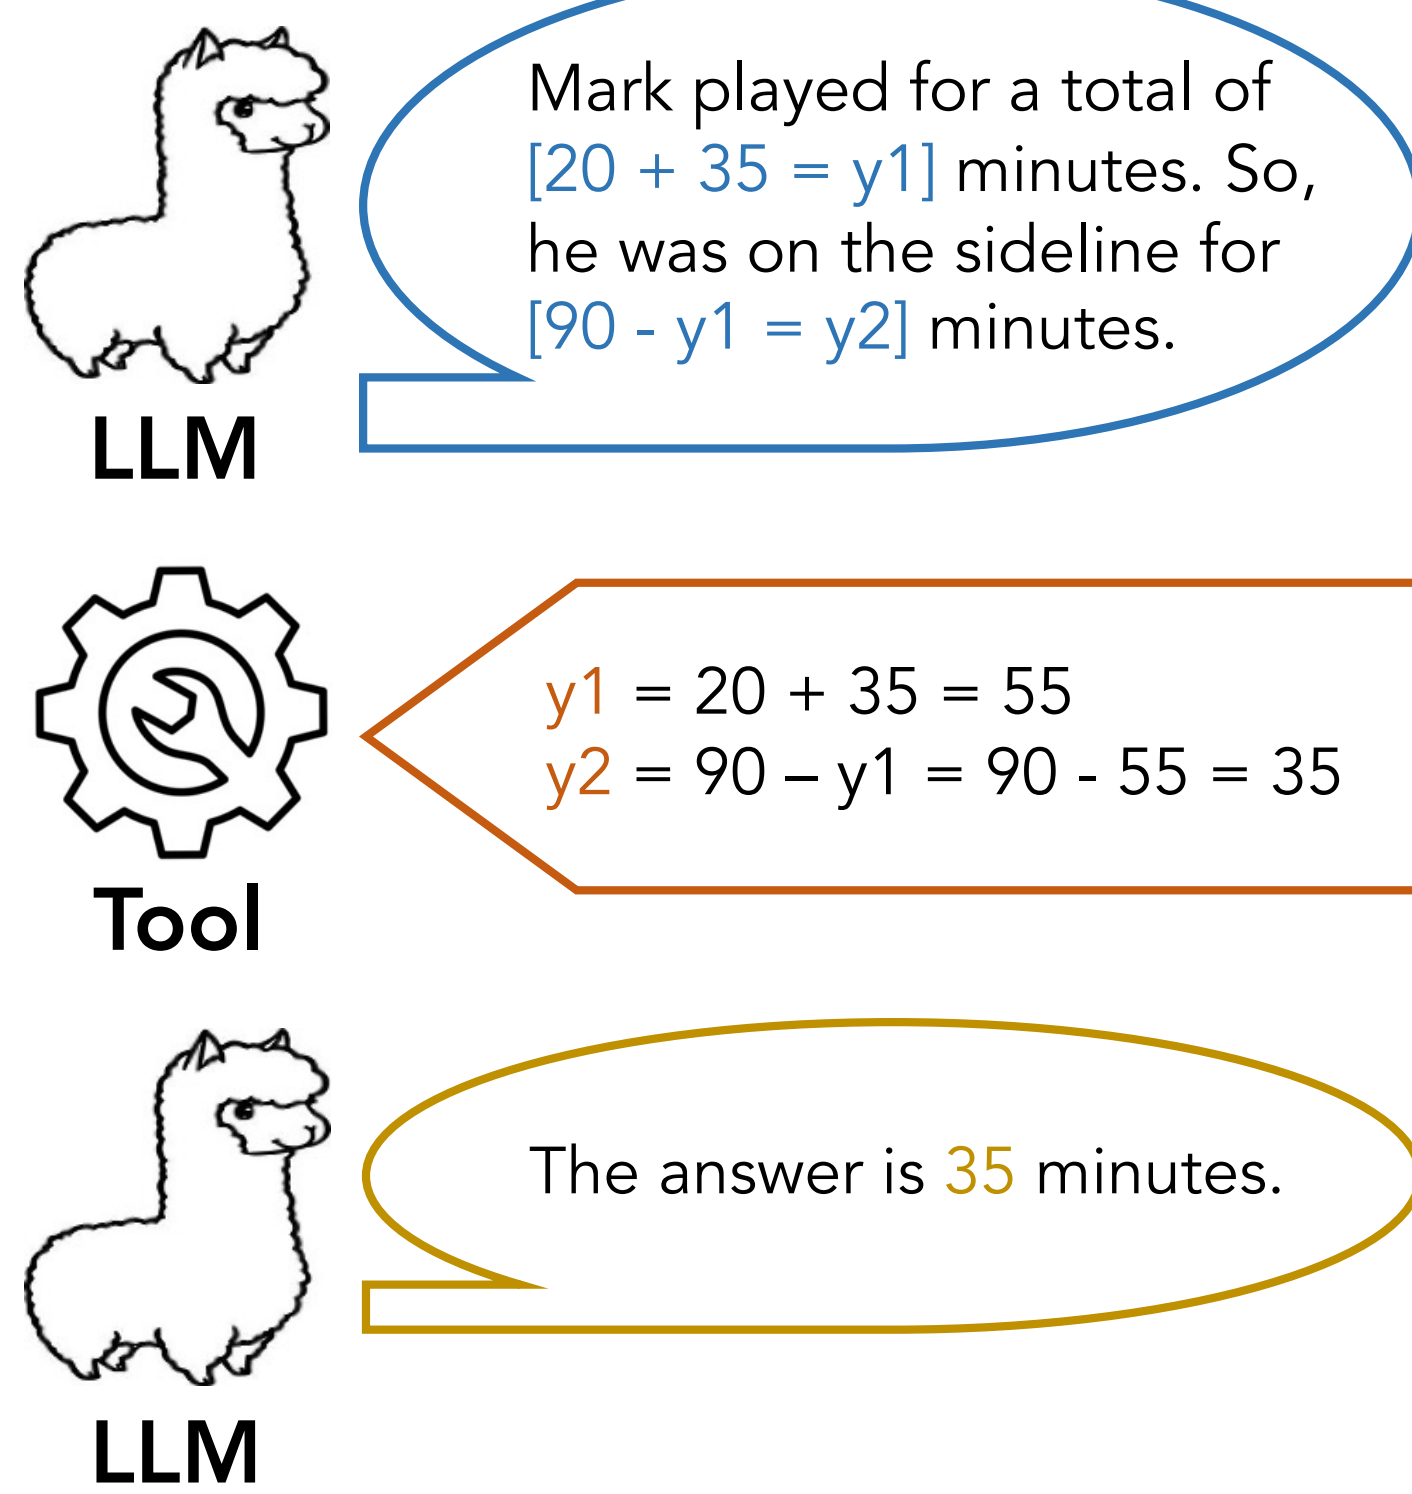 Mark played for a total of
[20 + 35 = y1] minutes. So,
he was on the sideline for
[90 - y1 = y2] minutes.
LLM
y1 = 20 + 35 = 55
y2 = 90 – y1 = 90 - 55 = 35
Tool
The answer is 35 minutes.
LLM